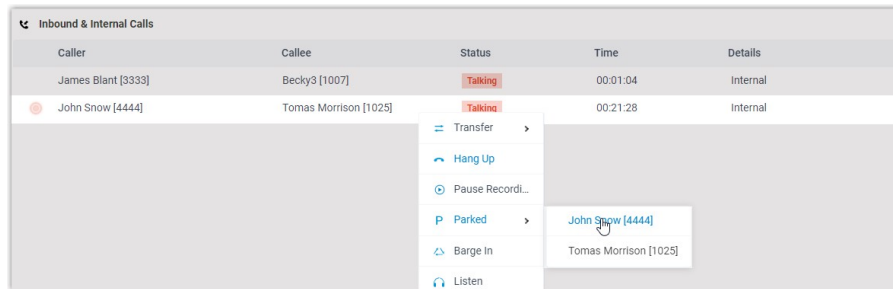 Inbound & Internal Calls
Caller Callee Status Time Details
James Blant [3333] Becky3 [1007] Talking 00:01:04 Internal
John Snow [4444] Tomas Morrison [1025] Talking 00:21:28 Internal
Transfer
Hang Up
Pause Recordi...
P Parked John Snow [4444]
Barge In Tomas Morrison [1025]
Listen